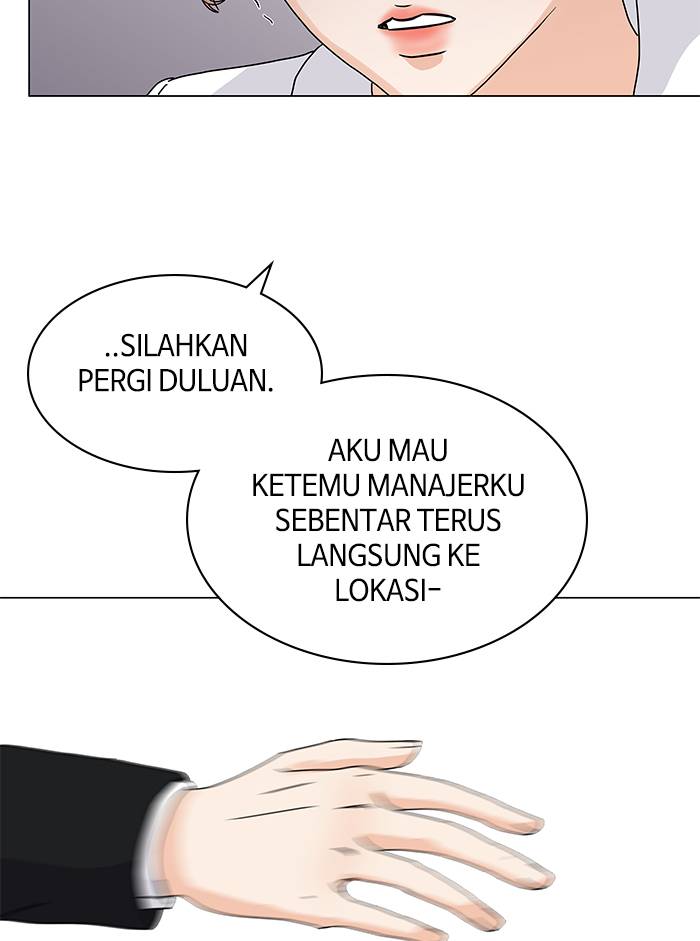 ..SILAHKAN
PERGI DULUAN.
AKU MAU
KETEMU MANAJERKU
SEBENTAR TERUS
LANGSUNG KE
LOKASI-